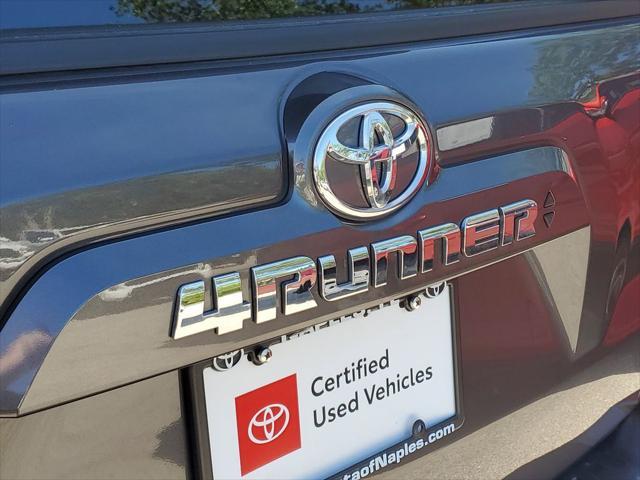 4RUNNER
Certified
Used Vehicles
taofNaples.com